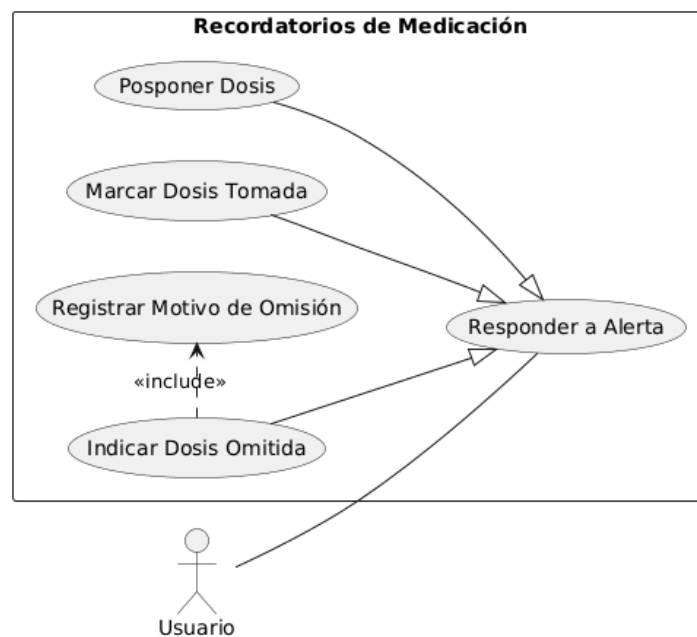 Recordatorios de Medicación
Posponer Dosis
Marcar Dosis Tomada
Registrar Motivo de Omisión
Responder a Alerta
«include»
Indicar Dosis Omitida
Usuario